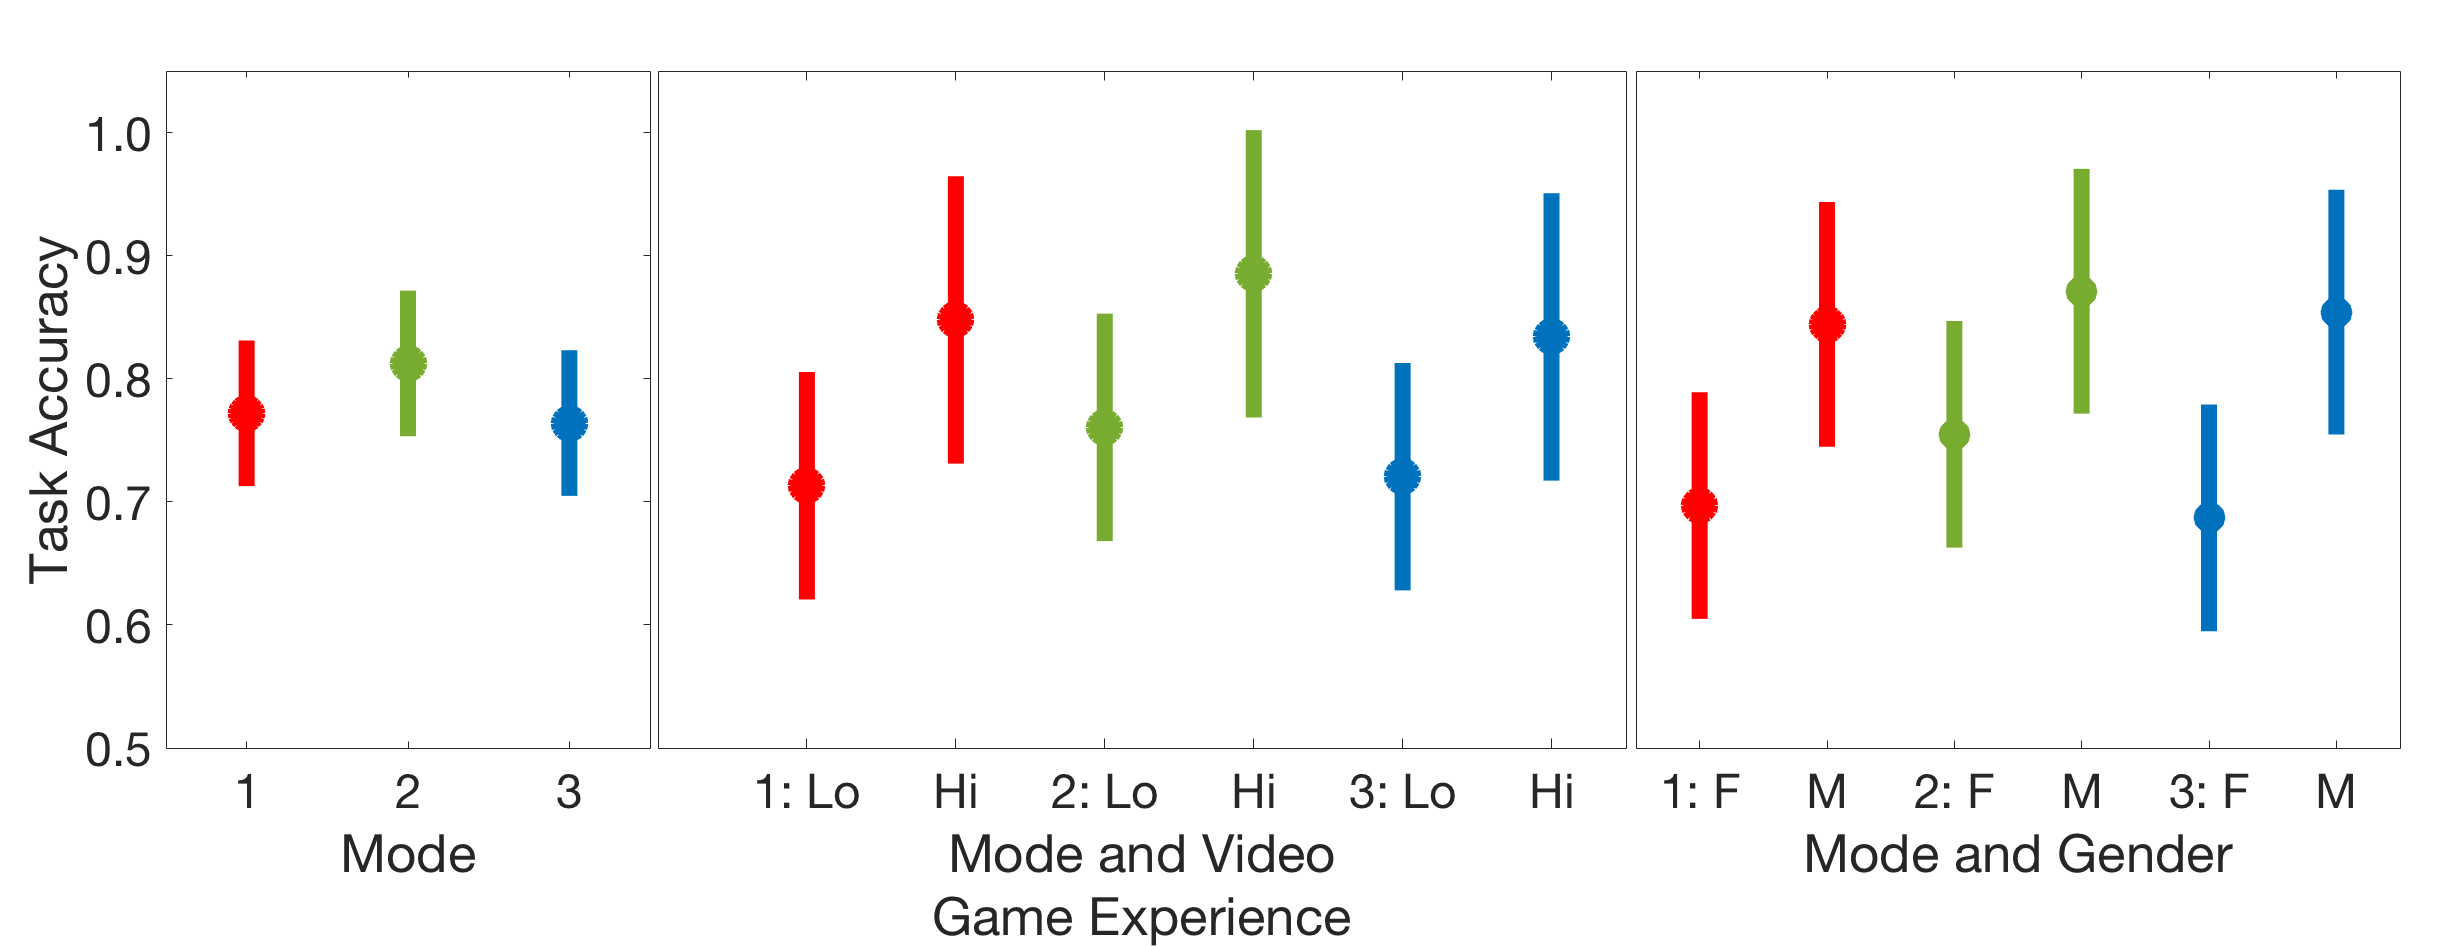 Task Accuracy
1.0
0.9
0.8
0.7
0.6
0.5
1 2 3
Mode
1: Lo Hi 2: Lo Hi 3: Lo Hi
Mode and Video
Game Experience
1: F M 2: F M 3: F M
Mode and Gender